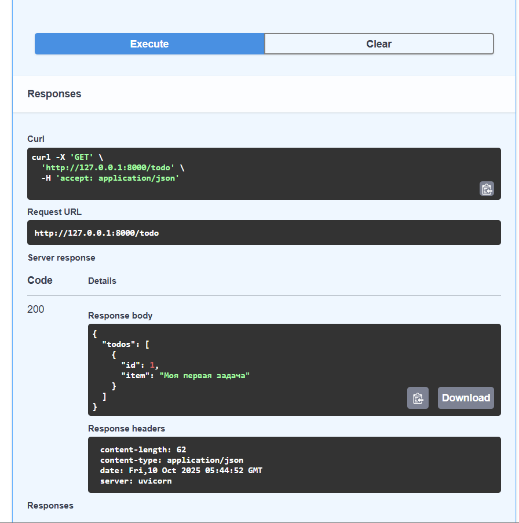 Execute
Clear
Responses
Curl
curl -X 'GET' \
'http://127.0.0.1:8000/todo' \
-H 'accept: application/json'
Request URL
http://127.0.0.1:8000/todo
Server response
Code
Details
200
Response body
{
"todos": [
{
"id": 1,
"item": "Моя первая задача"
}
]
}
Download
Response headers
content-length: 62
content-type: application/json
date: Fri,10 Oct 2025 05:44:52 GMT
server: uvicorn
Responses